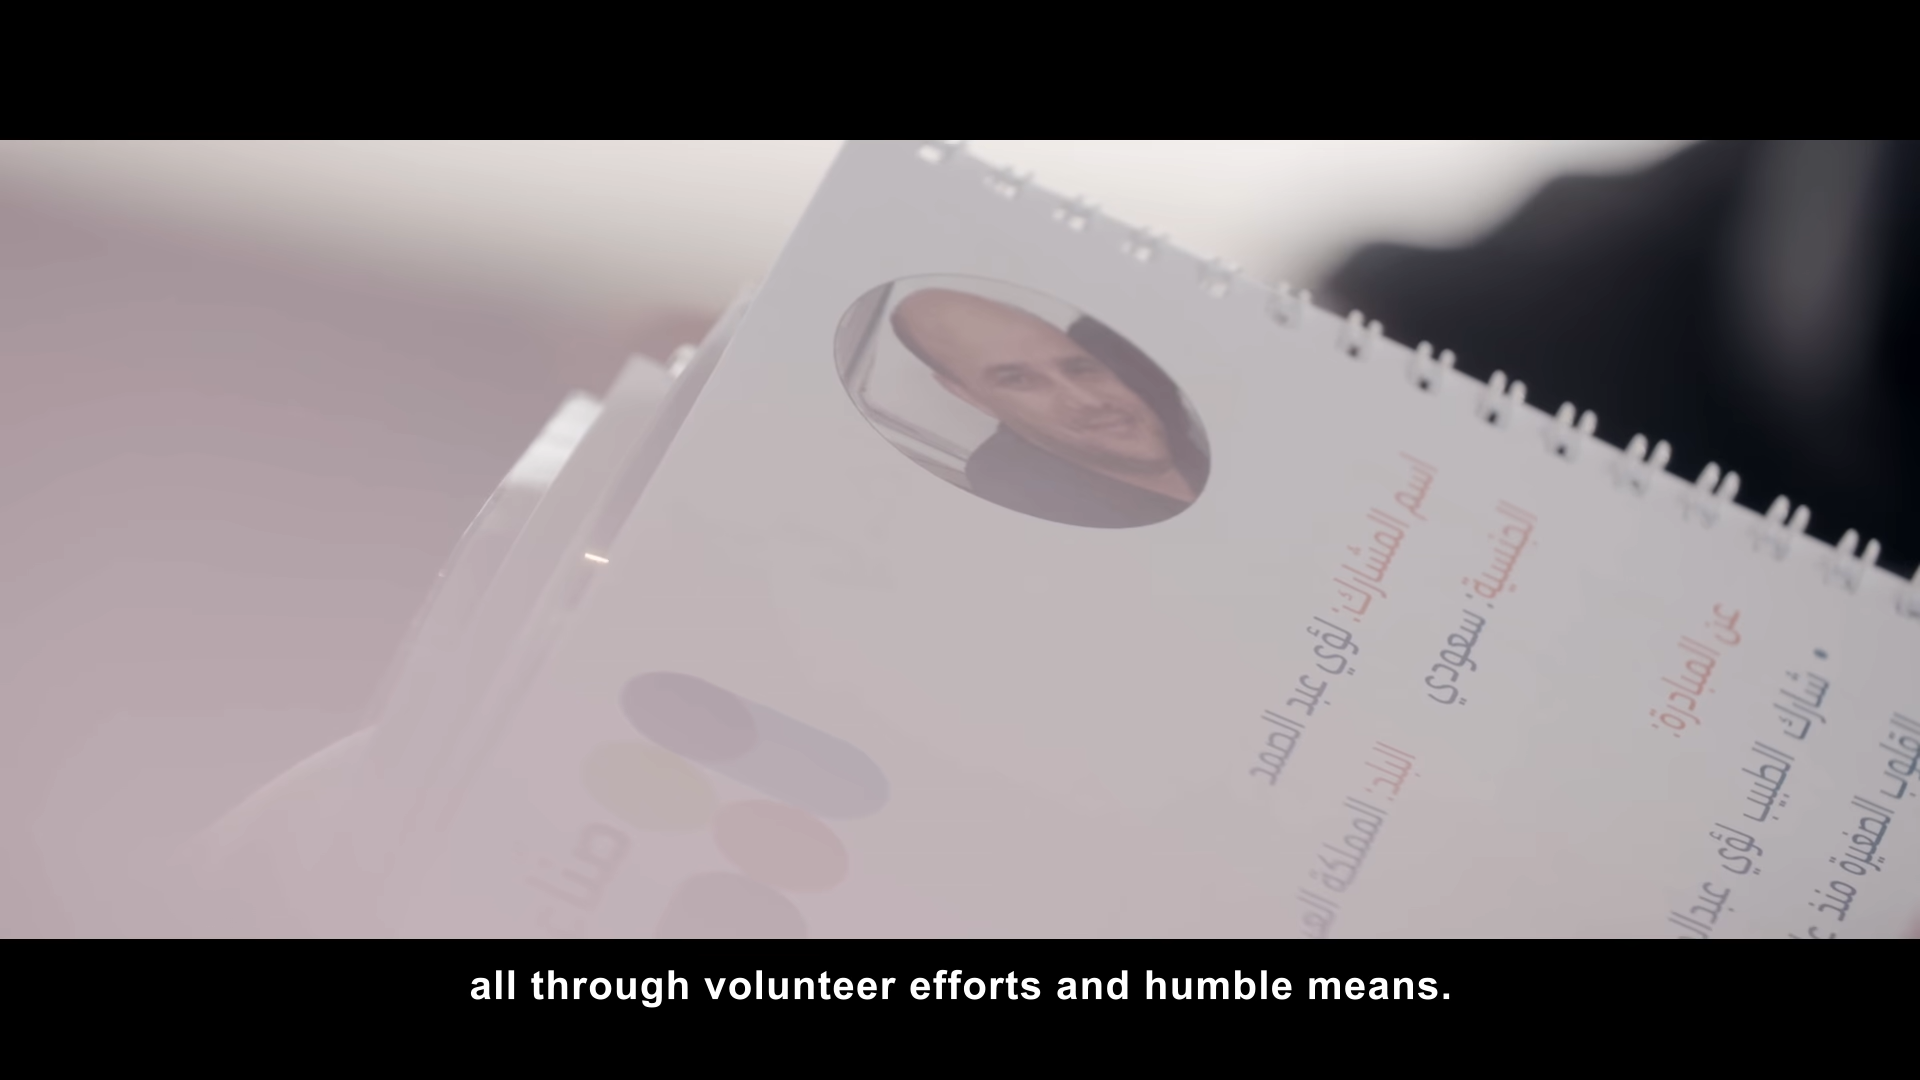 اسم المشارك: لؤي عبد الصمد
الجنسية: سعودي
البلد: المملكة
عن المبادرة:
• شارك الطبيب لؤي
القلوب الصغيرة منذ
all through volunteer efforts and humble means.